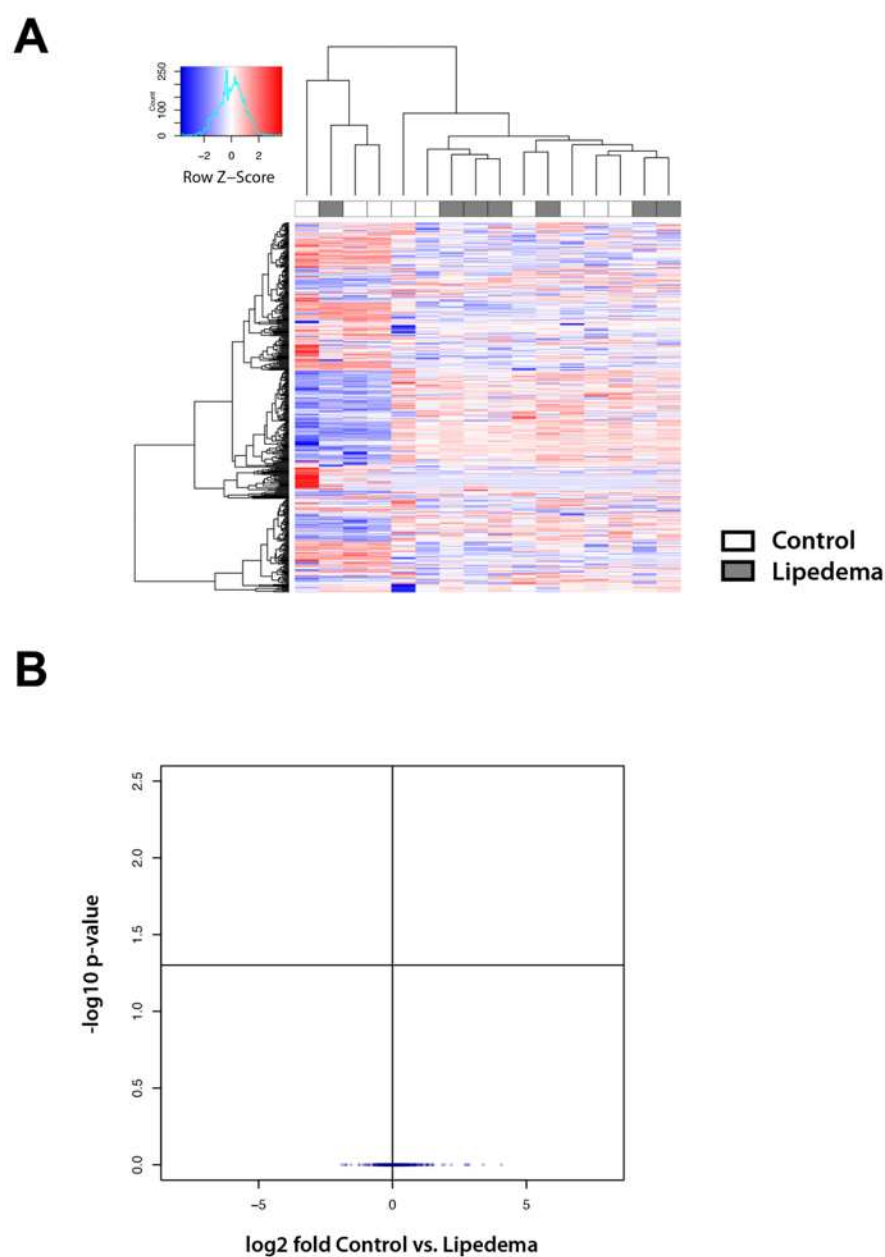 A
250
100
0
Count
−2 0 2
Row Z−Score
Control
Lipedema
B
2.5
2.0
1.5
1.0
0.5
0.0
-log10 p-value
−5 0 5
log2 fold Control vs. Lipedema